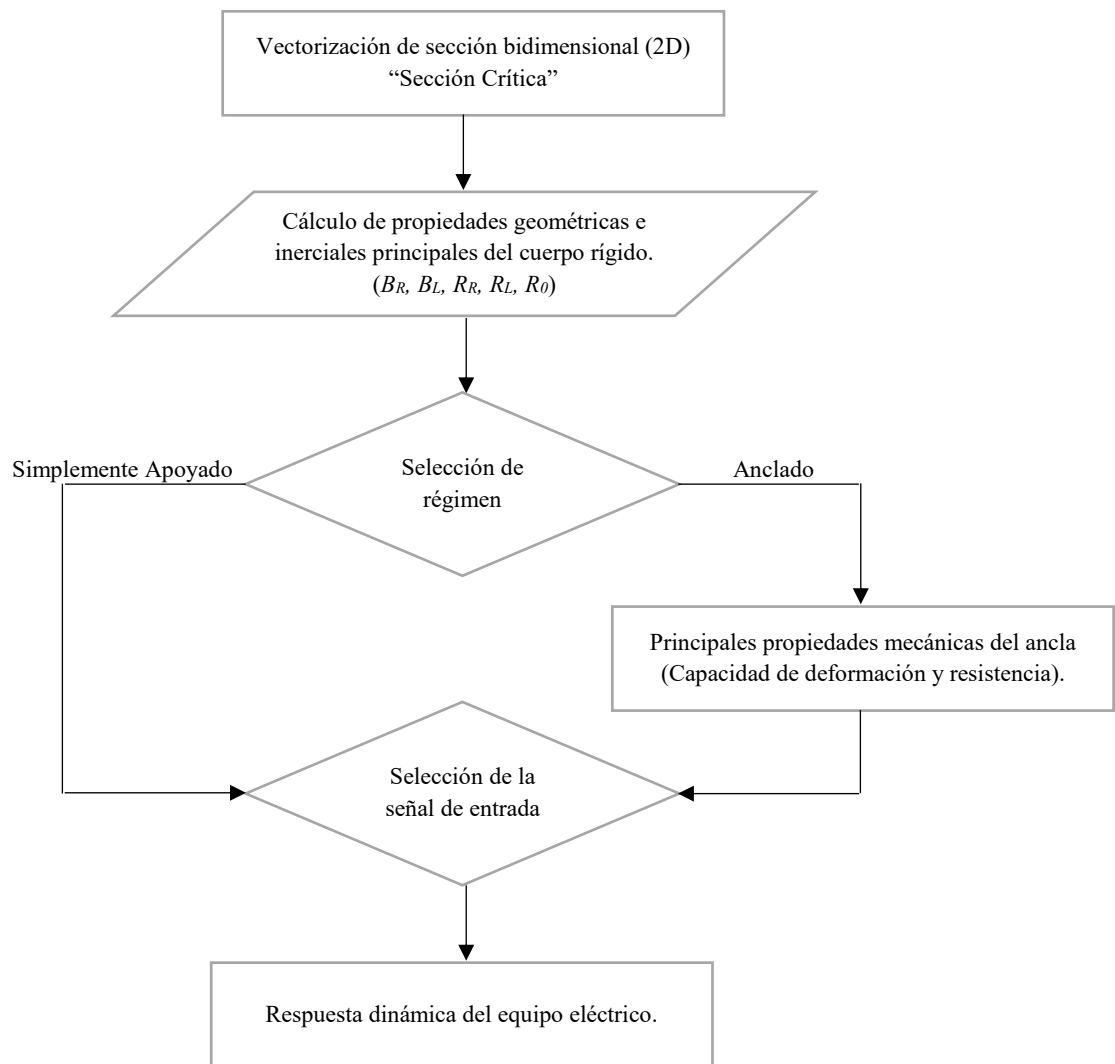 Vectorización de sección bidimensional (2D)
“Sección Crítica”
Cálculo de propiedades geométricas e
inerciales principales del cuerpo rígido.
(BR, BL, RR, RL, R0)
Simplemente Apoyado
Selección de
régimen
Anclado
Principales propiedades mecánicas del ancla
(Capacidad de deformación y resistencia).
Selección de la
señal de entrada
Respuesta dinámica del equipo eléctrico.